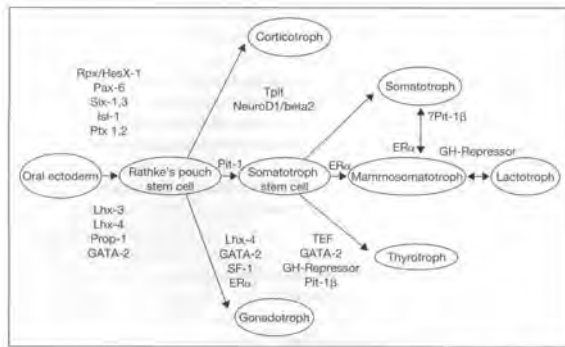 Corticotroph
Rpx/HesX-1
Pax-6
Six-1,3
Isl-1
Ptx 1,2
Tpit
NeuroD1/beta2
Somatotroph
?Pit-1β
ERα
GH-Repressor
Oral ectoderm
Rathke's pouch
stem cell
Pit-1
Somatotroph
stem cell
ERα
Mammosomatotroph
Lactotroph
Lhx-3
Lhx-4
Prop-1
GATA-2
Lhx-4
GATA-2
SF-1
ERα
TEF
GATA-2
GH-Repressor
Pit-1β
Thyrotroph
Gonadotroph